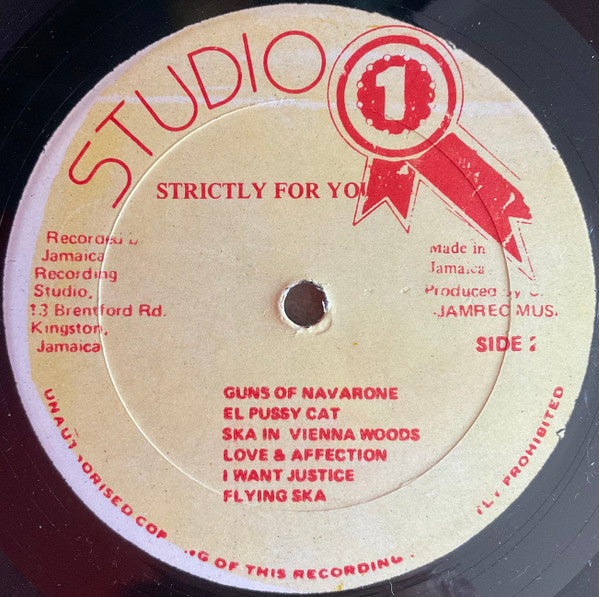 STUDIO
1
STRICTLY FOR YOU
Recorded
Jamaica
Recording
Studio,
13 Brentford Rd.
Kingston,
Jamaica
Made in
Jamaica
Produced by
JAMREC MUS
SIDE 2
GUNS OF NAVARONE
EL PUSSY CAT
SKA IN VIENNA WOODS
LOVE & AFFECTION
I WANT JUSTICE
FLYING SKA
UNAUTHORISED COPYING OF THIS RECORDING PROHIBITED